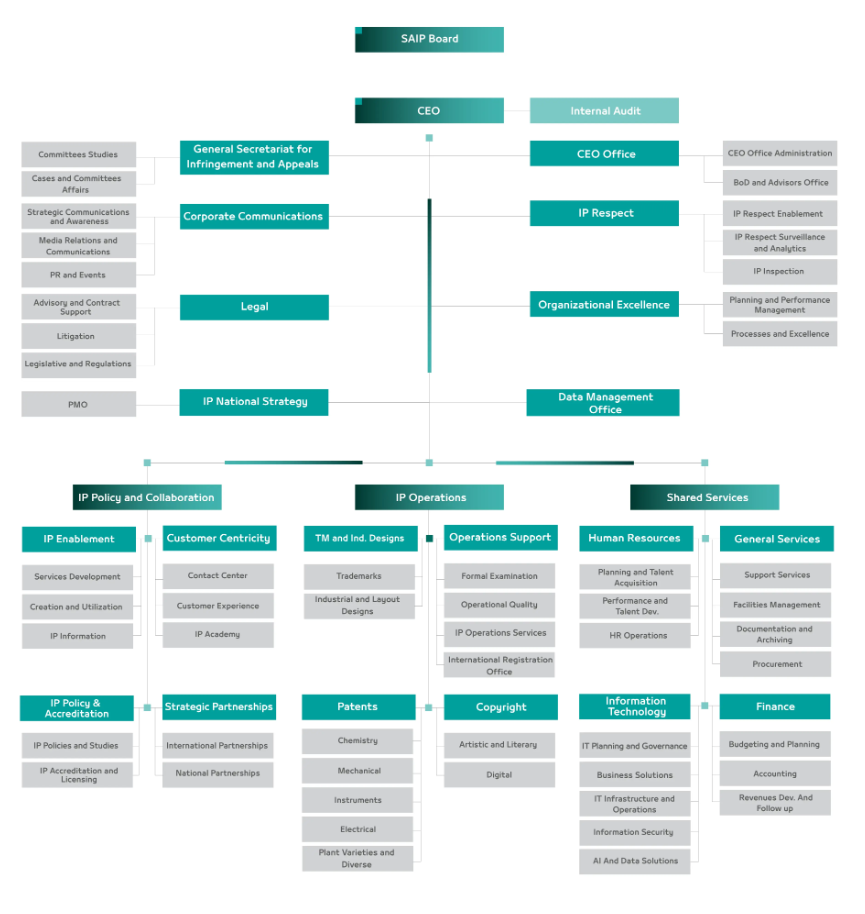 SAIP Board
CEO
Internal Audit
General Secretariat for
Infringement and Appeals
Committees Studies
Cases and Committees
Affairs
CEO Office
CEO Office Administration
BoD and Advisors Office
Corporate Communications
Strategic Communications
and Awareness
Media Relations and
Communications
PR and Events
IP Respect
IP Respect Enablement
IP Respect Surveillance
and Analytics
IP Inspection
Legal
Advisory and Contract
Support
Litigation
Legislative and Regulations
Organizational Excellence
Planning and Performance
Management
Processes and Excellence
IP National Strategy
PMO
Data Management
Office
IP Policy and Collaboration
IP Enablement
Services Development
Creation and Utilization
IP Information
Customer Centricity
Contact Center
Customer Experience
IP Academy
IP Policy &
Accreditation
IP Policies and Studies
IP Accreditation and
Licensing
Strategic Partnerships
International Partnerships
National Partnerships
IP Operations
TM and Ind. Designs
Trademarks
Industrial and Layout
Designs
Operations Support
Formal Examination
Operational Quality
IP Operations Services
International Registration
Office
Patents
Chemistry
Mechanical
Instruments
Electrical
Plant Varieties and
Diverse
Copyright
Artistic and Literary
Digital
Shared Services
Human Resources
Planning and Talent
Acquisition
Performance and
Talent Dev.
HR Operations
General Services
Support Services
Facilities Management
Documentation and
Archiving
Procurement
Information
Technology
IT Planning and Governance
Business Solutions
IT Infrastructure and
Operations
Information Security
AI And Data Solutions
Finance
Budgeting and Planning
Accounting
Revenues Dev. And
Follow up